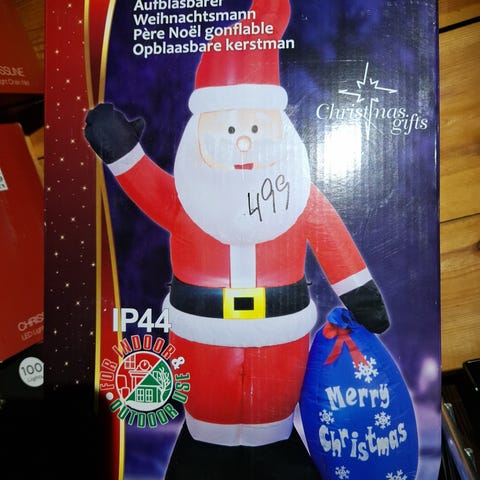 Aufblasbarer
Weihnachtsmann
Père Noël gonflable
Opblaasbare kerstman
Christmas
gifts
499
IP44
FOR INDOOR &
OUTDOOR USE
Merry
Christmas
100